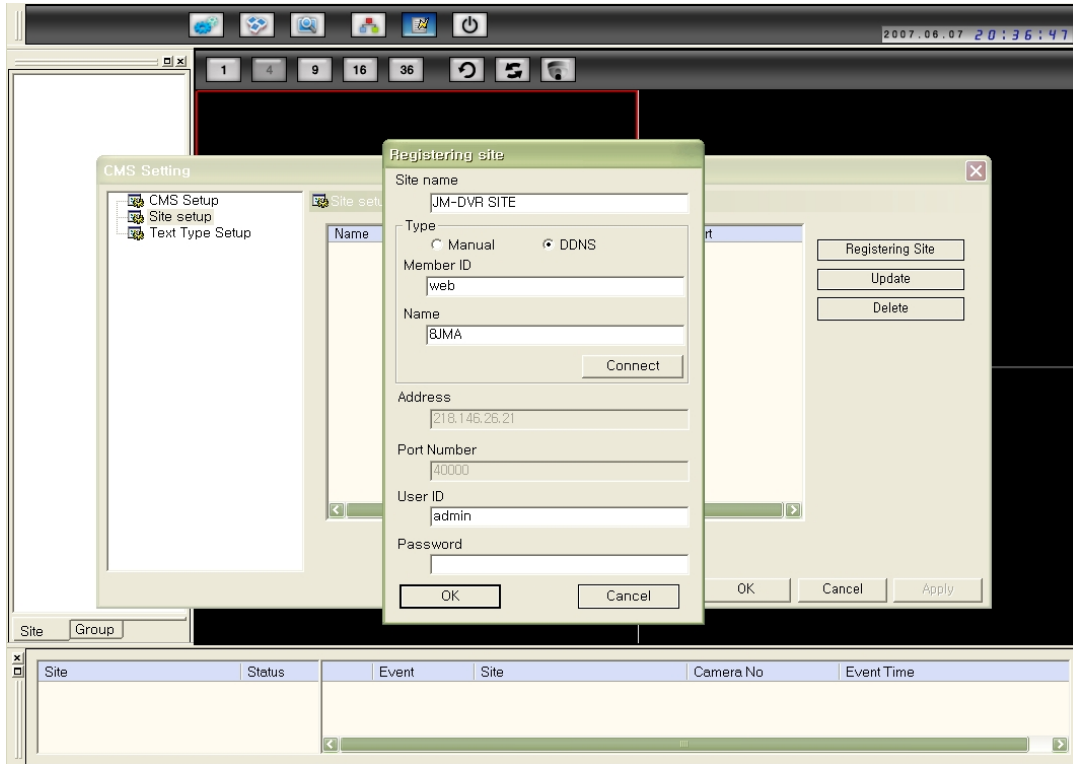 2007.06.07 20:36:47
1 4 9 16 36
CMS Setting
CMS Setup
Site setup
Text Type Setup
Name
Registering Site
Update
Delete
OK Cancel Apply
Registering site
Site name
JM-DVR SITE
Type
Manual DDNS
Member ID
web
Name
8JMA
Connect
Address
218.146.26.21
Port Number
40000
User ID
admin
Password
OK Cancel
Site Group
Site Status Event Site Camera No Event Time